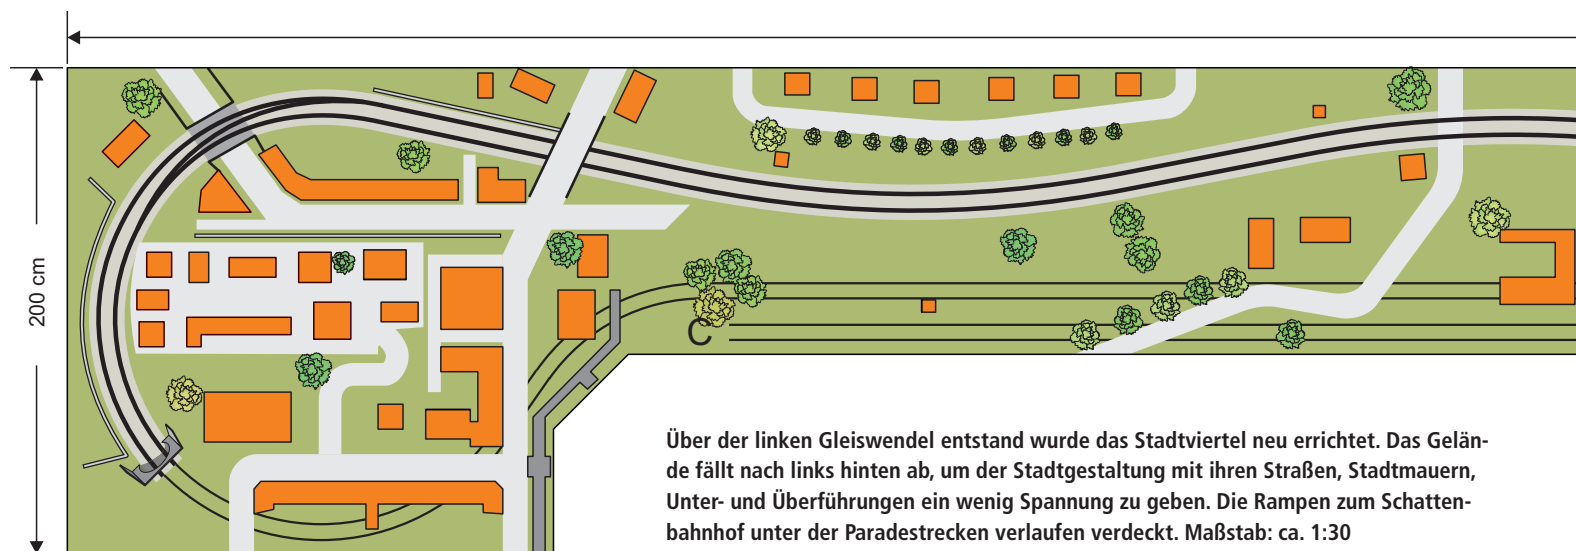 200 cm
C
Über der linken Gleiswendel entstand wurde das Stadtviertel neu errichtet. Das Gelän-
de fällt nach links hinten ab, um der Stadtgestaltung mit ihren Straßen, Stadtmauern,
Unter- und Überführungen ein wenig Spannung zu geben. Die Rampen zum Schatten-
bahnhof unter der Paradestrecken verlaufen verdeckt. Maßstab: ca. 1:30